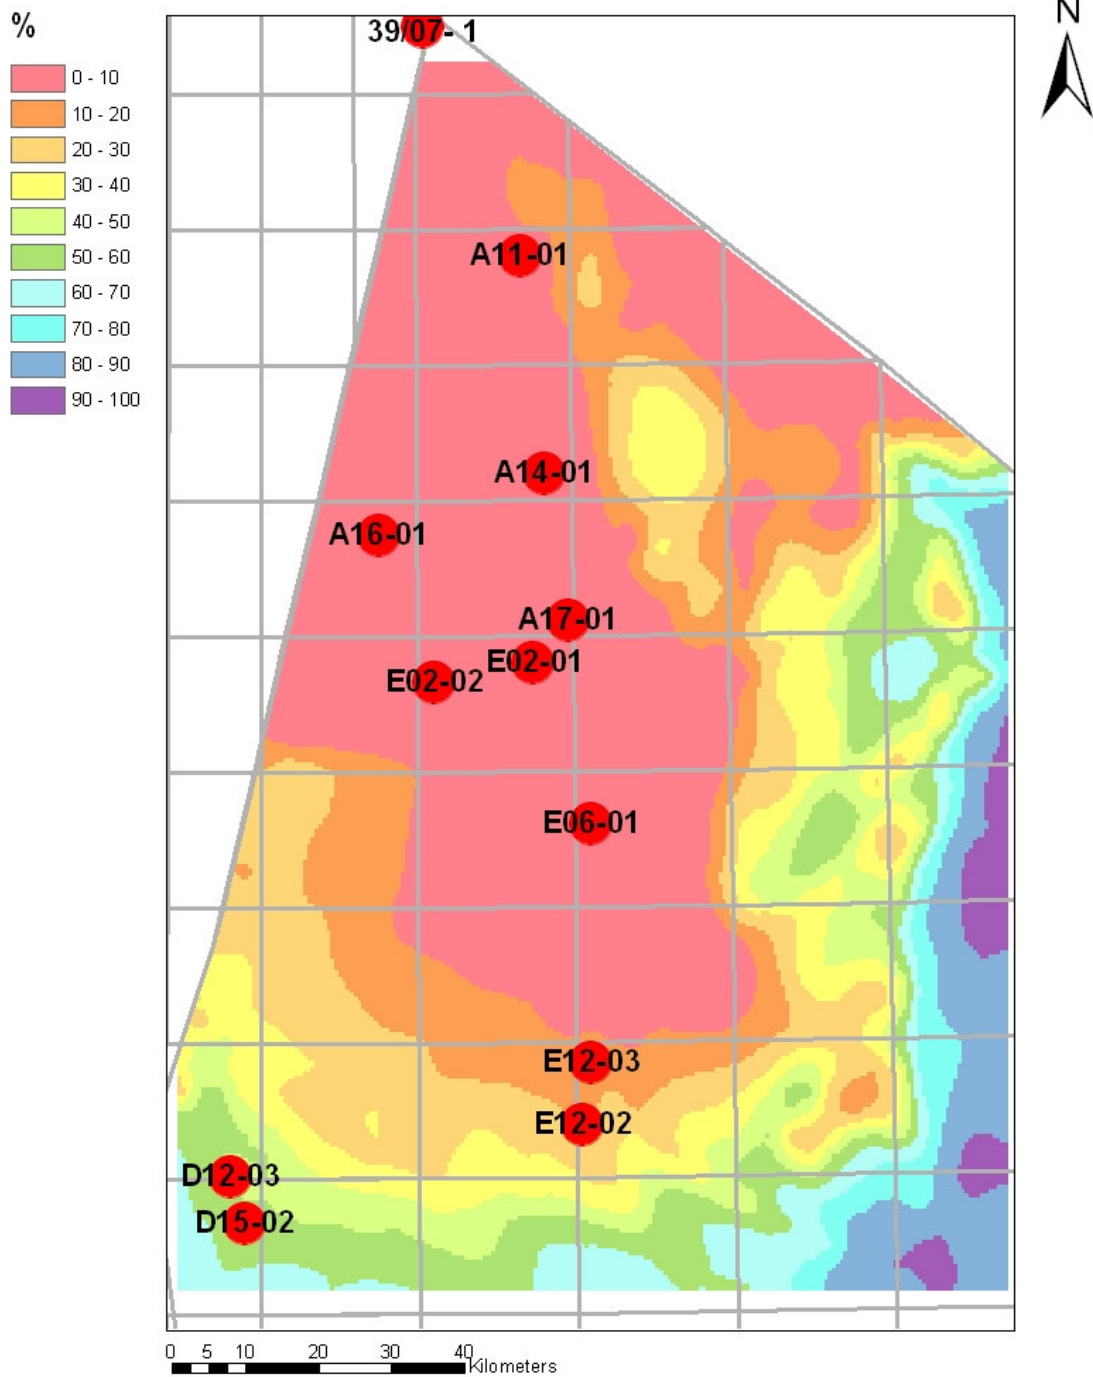 %
N
0 - 10
10 - 20
20 - 30
30 - 40
40 - 50
50 - 60
60 - 70
70 - 80
80 - 90
90 - 100
39/07- 1
A11-01
A14-01
A16-01
A17-01
E02-01
E02-02
E06-01
E12-03
E12-02
D12-03
D15-02
0 5 10 20 30 40
Kilometers